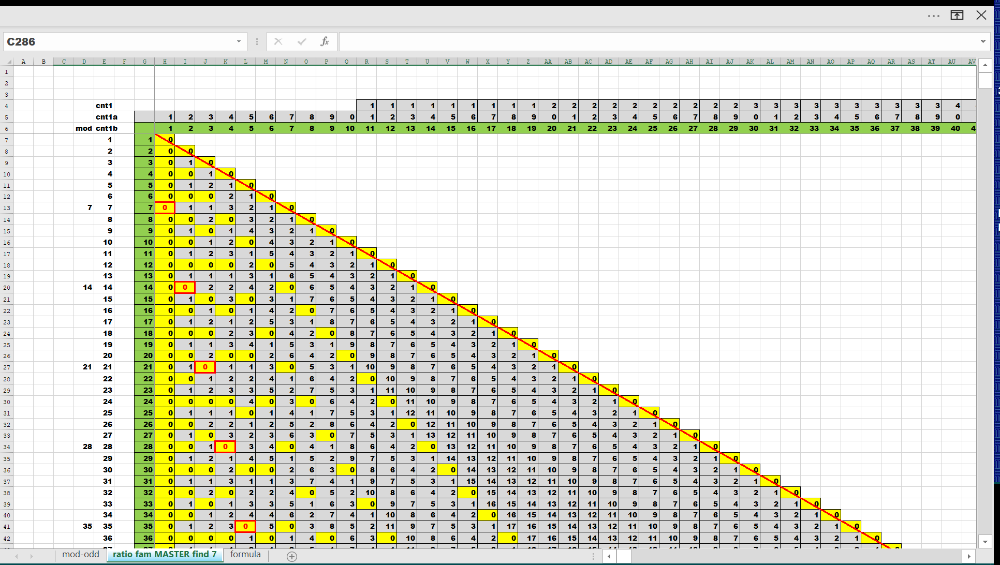 C286
fx
A B C D E F G H I J K L M N O P Q R S T U V W X Y Z AA AB AC AD AE AF AG AH AI AJ AK AL AM AN AO AP AQ AR AS AT AU AV
1
2
3
4 cnt1 1 1 1 1 1 1 1 1 1 2 2 2 2 2 2 2 2 2 2 3 3 3 3 3 3 3 3 3 3 4
5 cnt1a 1 2 3 4 5 6 7 8 9 0 1 2 3 4 5 6 7 8 9 0 1 2 3 4 5 6 7 8 9 0 1 2 3 4 5 6 7 8 9 0
6 mod cnt1b 1 2 3 4 5 6 7 8 9 10 11 12 13 14 15 16 17 18 19 20 21 22 23 24 25 26 27 28 29 30 31 32 33 34 35 36 37 38 39 40 4
7 1 1 0
8 2 2 0 0
9 3 3 0 1 0
10 4 4 0 0 1 0
11 5 5 0 1 2 1 0
12 6 6 0 0 0 2 1 0
13 7 7 7 0 1 1 3 2 1 0
14 8 8 0 0 2 0 3 2 1 0
15 9 9 0 1 0 1 4 3 2 1 0
16 10 10 0 0 1 2 0 4 3 2 1 0
17 11 11 0 1 2 3 1 5 4 3 2 1 0
18 12 12 0 0 0 0 2 0 5 4 3 2 1 0
19 13 13 0 1 1 1 3 1 6 5 4 3 2 1 0
20 14 14 14 0 0 2 2 4 2 0 6 5 4 3 2 1 0
21 15 15 0 1 0 3 0 3 1 7 6 5 4 3 2 1 0
22 16 16 0 0 1 0 1 4 2 0 7 6 5 4 3 2 1 0
23 17 17 0 1 2 1 2 5 3 1 8 7 6 5 4 3 2 1 0
24 18 18 0 0 0 2 3 0 4 2 0 8 7 6 5 4 3 2 1 0
25 19 19 0 1 1 3 4 1 5 3 1 9 8 7 6 5 4 3 2 1 0
26 20 20 0 0 2 0 0 2 6 4 2 0 9 8 7 6 5 4 3 2 1 0
27 21 21 21 0 1 0 1 1 3 0 5 3 1 10 9 8 7 6 5 4 3 2 1 0
28 22 22 0 0 1 2 2 4 1 6 4 2 0 10 9 8 7 6 5 4 3 2 1 0
29 23 23 0 1 2 3 3 5 2 7 5 3 1 11 10 9 8 7 6 5 4 3 2 1 0
30 24 24 0 0 0 0 4 0 3 0 6 4 2 0 11 10 9 8 7 6 5 4 3 2 1 0
31 25 25 0 1 1 1 0 1 4 1 7 5 3 1 12 11 10 9 8 7 6 5 4 3 2 1 0
32 26 26 0 0 2 2 1 2 5 2 8 6 4 2 0 12 11 10 9 8 7 6 5 4 3 2 1 0
33 27 27 0 1 0 3 2 3 6 3 0 7 5 3 1 13 12 11 10 9 8 7 6 5 4 3 2 1 0
34 28 28 28 0 0 1 0 3 4 0 4 1 8 6 4 2 0 13 12 11 10 9 8 7 6 5 4 3 2 1 0
35 29 29 0 1 2 1 4 5 1 5 2 9 7 5 3 1 14 13 12 11 10 9 8 7 6 5 4 3 2 1 0
36 30 30 0 0 0 2 0 0 2 6 3 0 8 6 4 2 0 14 13 12 11 10 9 8 7 6 5 4 3 2 1 0
37 31 31 0 1 1 3 1 1 3 7 4 1 9 7 5 3 1 15 14 13 12 11 10 9 8 7 6 5 4 3 2 1 0
38 32 32 0 0 2 0 2 2 4 0 5 2 10 8 6 4 2 0 15 14 13 12 11 10 9 8 7 6 5 4 3 2 1 0
39 33 33 0 1 0 1 3 3 5 1 6 3 0 9 7 5 3 1 16 15 14 13 12 11 10 9 8 7 6 5 4 3 2 1 0
40 34 34 0 0 1 2 4 4 6 2 7 4 1 10 8 6 4 2 0 16 15 14 13 12 11 10 9 8 7 6 5 4 3 2 1 0
41 35 35 35 0 1 2 3 0 5 0 3 8 5 2 11 9 7 5 3 1 17 16 15 14 13 12 11 10 9 8 7 6 5 4 3 2 1 0
42 36 36 0 0 0 0 1 0 1 4 0 6 3 0 10 8 6 4 2 0 17 16 15 14 13 12 11 10 9 8 7 6 5 4 3 2 1 0
mod-odd ratio fam MASTER find 7 formula